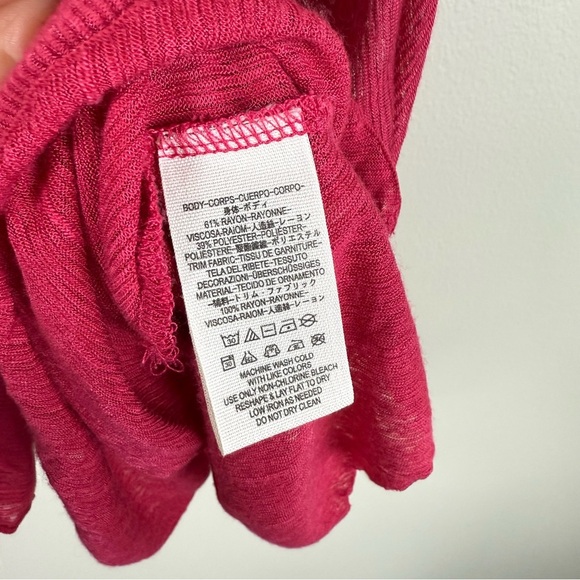 BODY-CORPS-CUERPO-CORPO-
身体-ボディ
61% RAYON-RAYONNE-
VISCOSA-RAIOM-人造絲-レーヨン
39% POLYESTER-POLYESTER-
POLIESTERE-聚酯纖維-ポリエステル
TRIM FABRIC-TISSU DE GARNITURE-
TELA DEL RIBETE-TESSUTO
DECORAZIONI-ÜBERSCHÜSSIGES
MATERIAL-TECIDO DE ORNAMENTO
-輔料-トリム・ファブリック
100% RAYON-RAYONNE-
VISCOSA-RAIOM-人造絲-レーヨン
MACHINE WASH COLD
WITH LIKE COLORS
USE ONLY NON-CHLORINE BLEACH
RESHAPE & LAY FLAT TO DRY
LOW IRON AS NEEDED
DO NOT DRY CLEAN